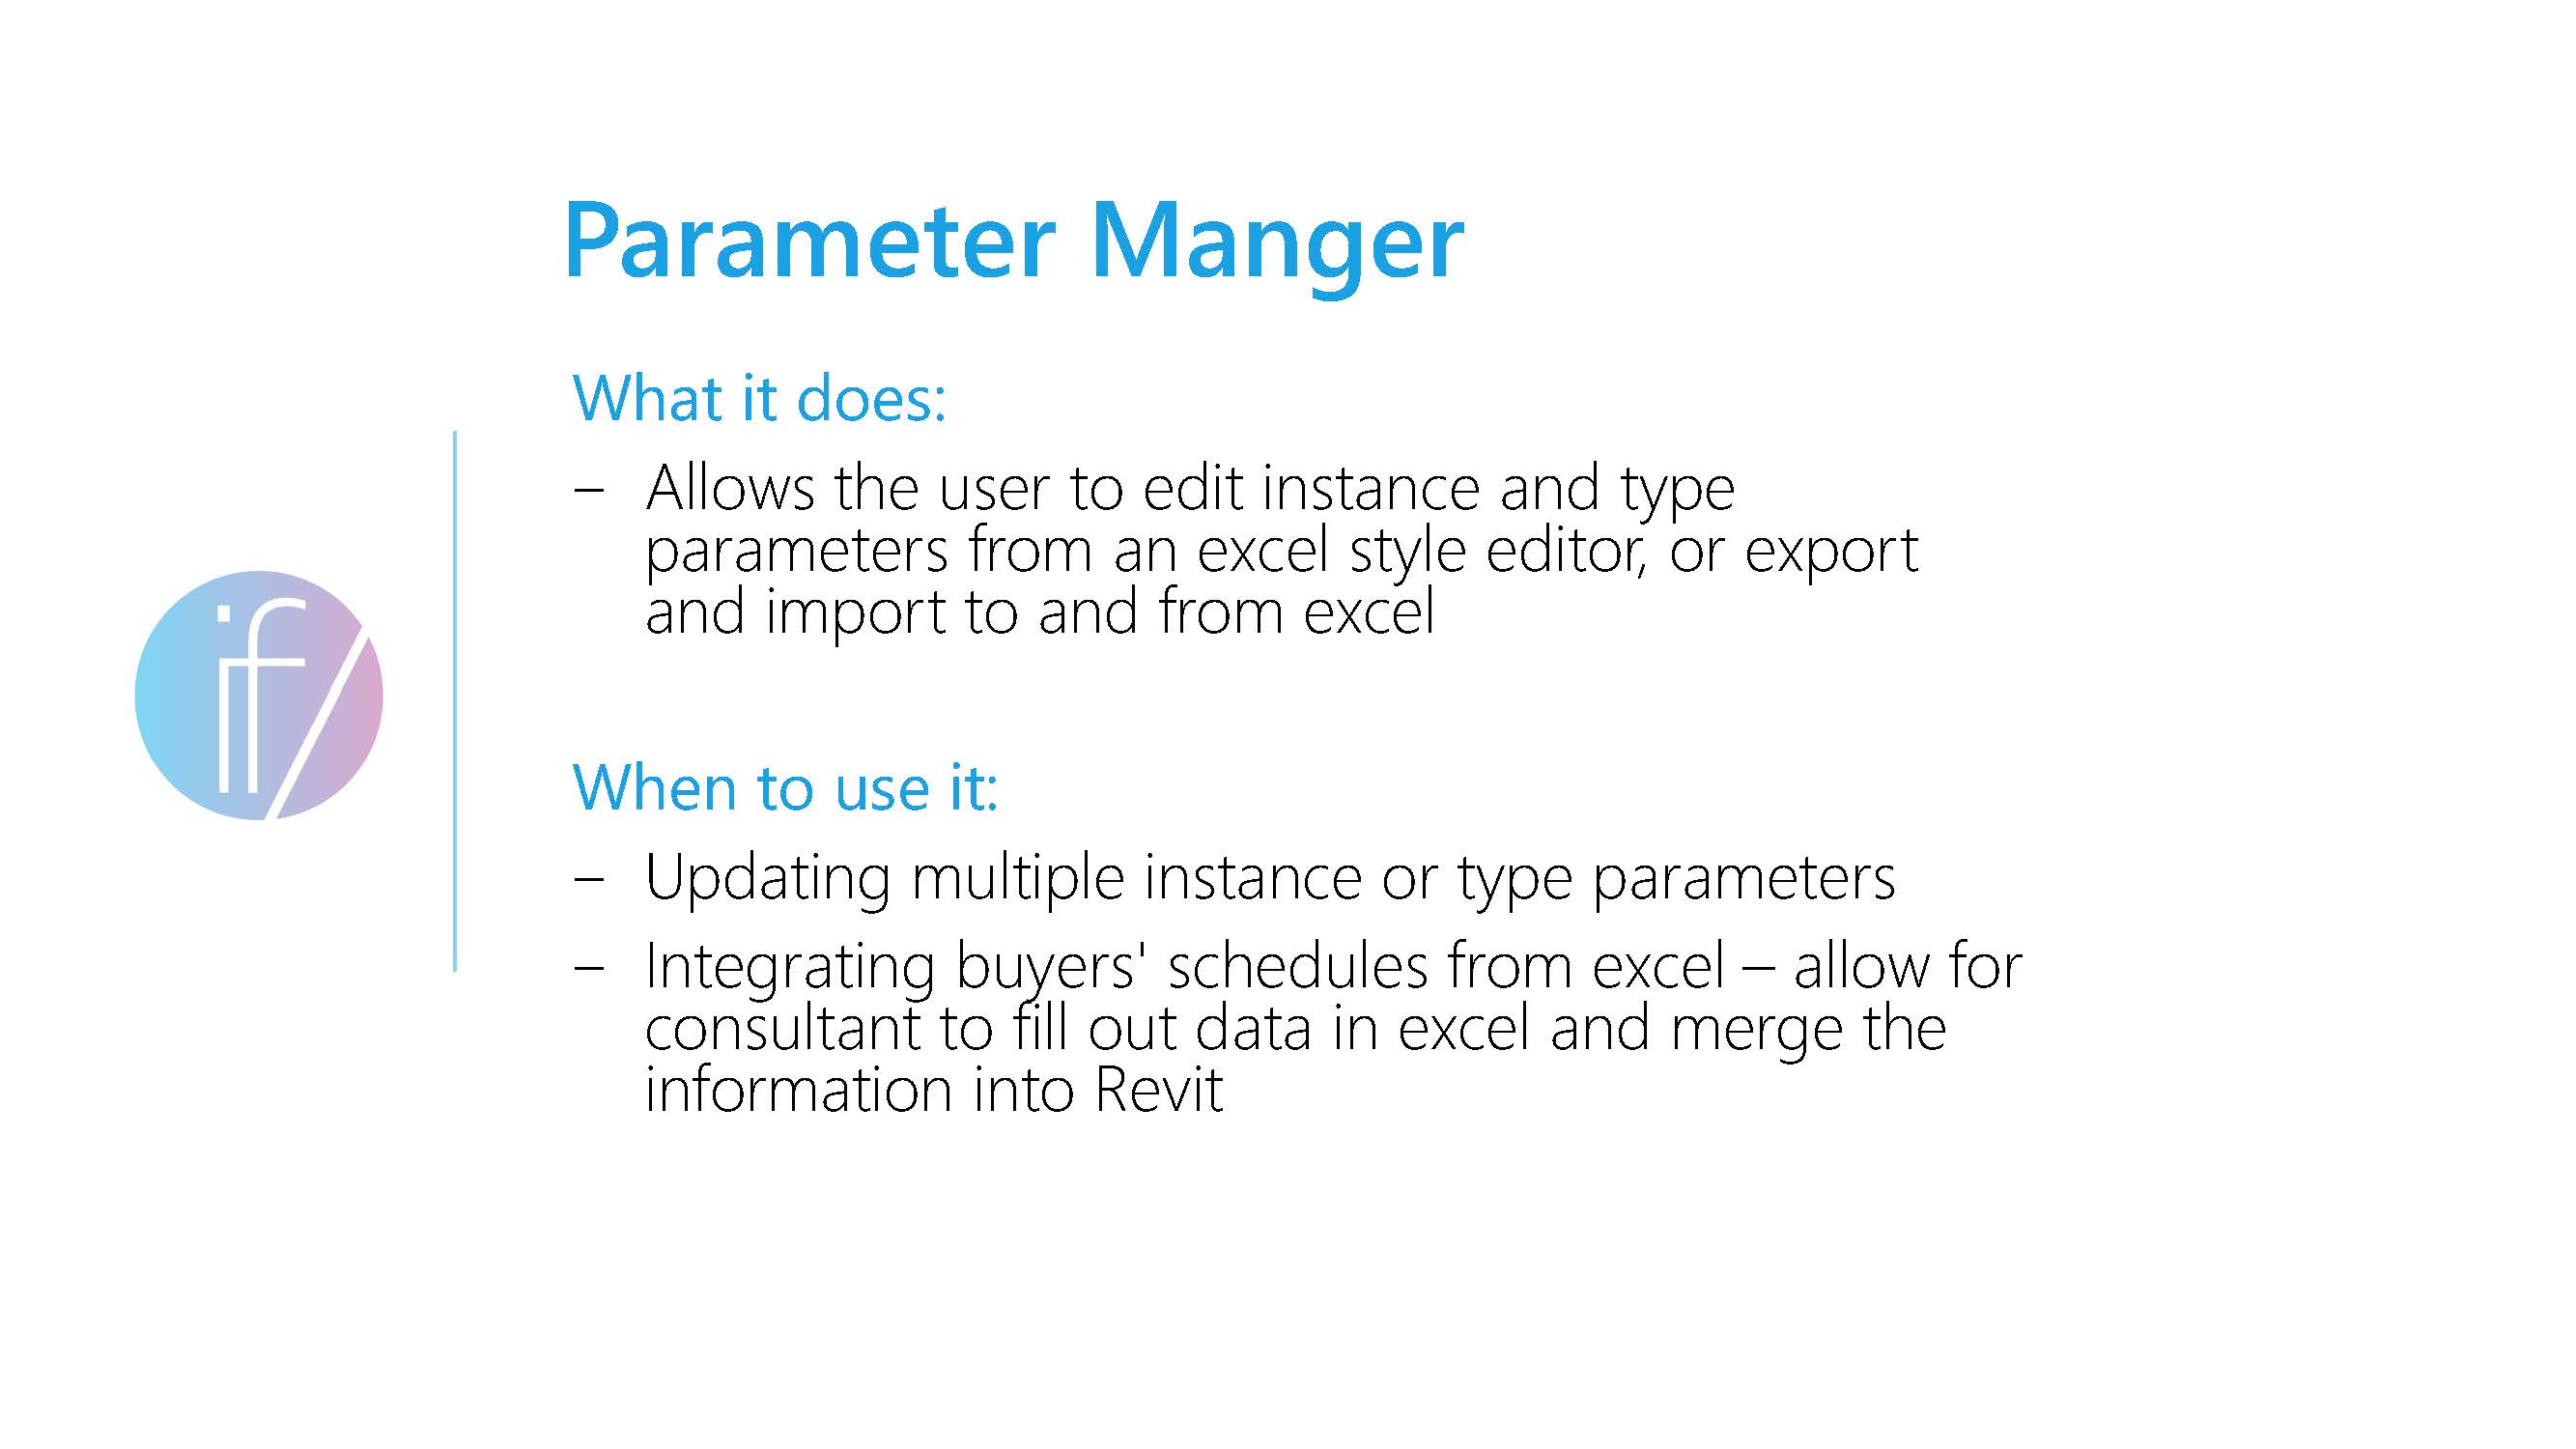 Parameter Manger
What it does:
– Allows the user to edit instance and type
parameters from an excel style editor, or export
and import to and from excel
if/
When to use it:
– Updating multiple instance or type parameters
– Integrating buyers' schedules from excel – allow for
consultant to fill out data in excel and merge the
information into Revit